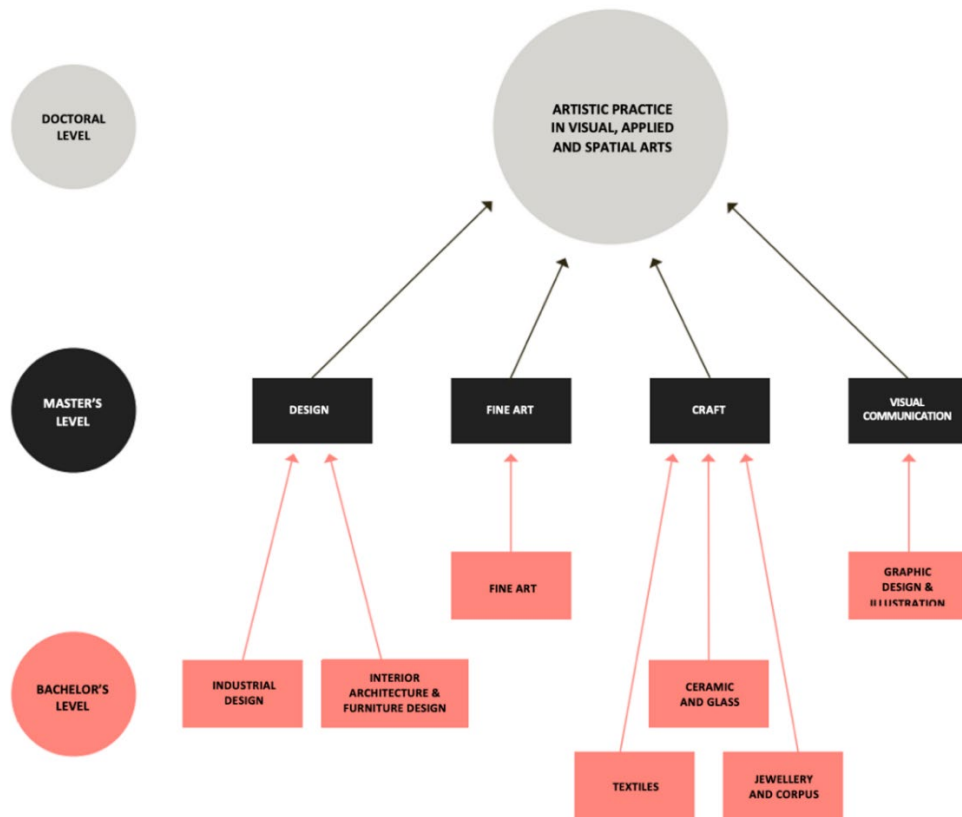 DOCTORAL
LEVEL
ARTISTIC PRACTICE
IN VISUAL, APPLIED
AND SPATIAL ARTS
MASTER'S
LEVEL
DESIGN
FINE ART
CRAFT
VISUAL
COMMUNICATION
BACHELOR'S
LEVEL
FINE ART
GRAPHIC
DESIGN &
ILLUSTRATION
INDUSTRIAL
DESIGN
INTERIOR
ARCHITECTURE &
FURNITURE DESIGN
CERAMIC
AND GLASS
TEXTILES
JEWELLERY
AND CORPUS